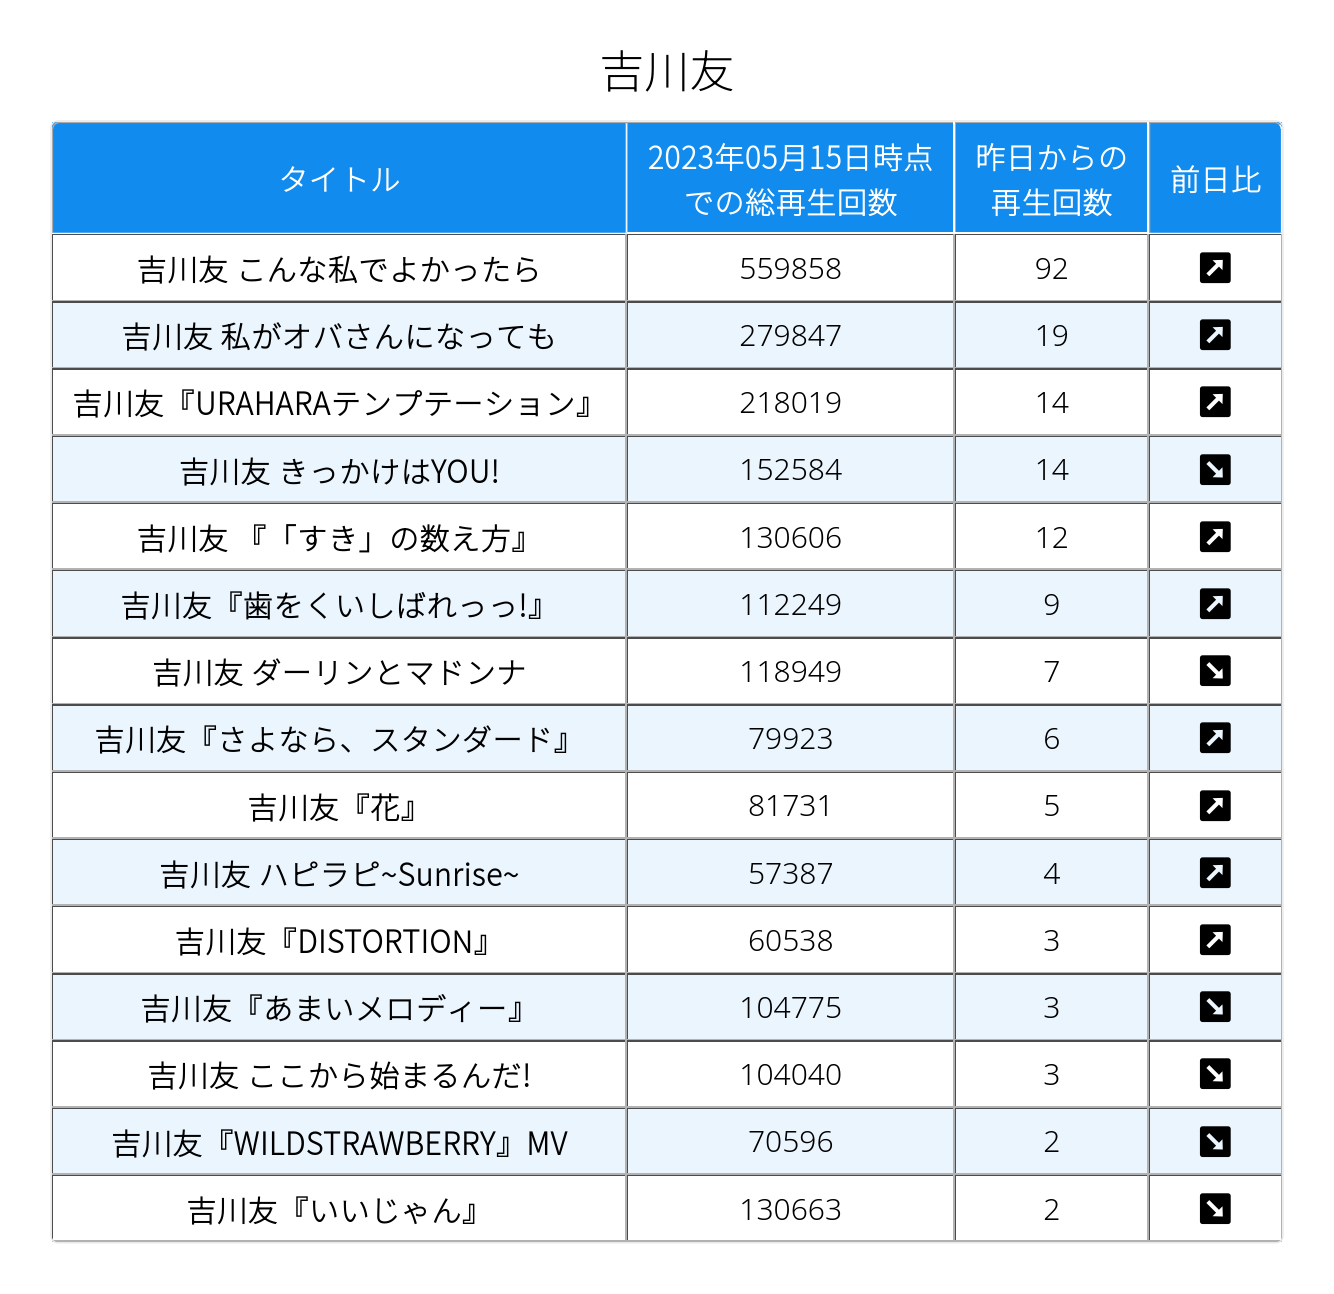 吉川友
タイトル
2023年05月15日時点
での総再生回数
昨日からの
再生回数
前日比
吉川友 こんな私でよかったら 559858 92
吉川友 私がオバさんになっても 279847 19
吉川友『URAHARAテンプテーション』 218019 14
吉川友 きっかけはYOU! 152584 14
吉川友 『「すき」の数え方』 130606 12
吉川友『歯をくいしばれっっ!』 112249 9
吉川友 ダーリンとマドンナ 118949 7
吉川友『さよなら、スタンダード』 79923 6
吉川友『花』 81731 5
吉川友 ハピラピ~Sunrise~ 57387 4
吉川友『DISTORTION』 60538 3
吉川友『あまいメロディー』 104775 3
吉川友 ここから始まるんだ! 104040 3
吉川友『WILDSTRAWBERRY』MV 70596 2
吉川友『いいじゃん』 130663 2